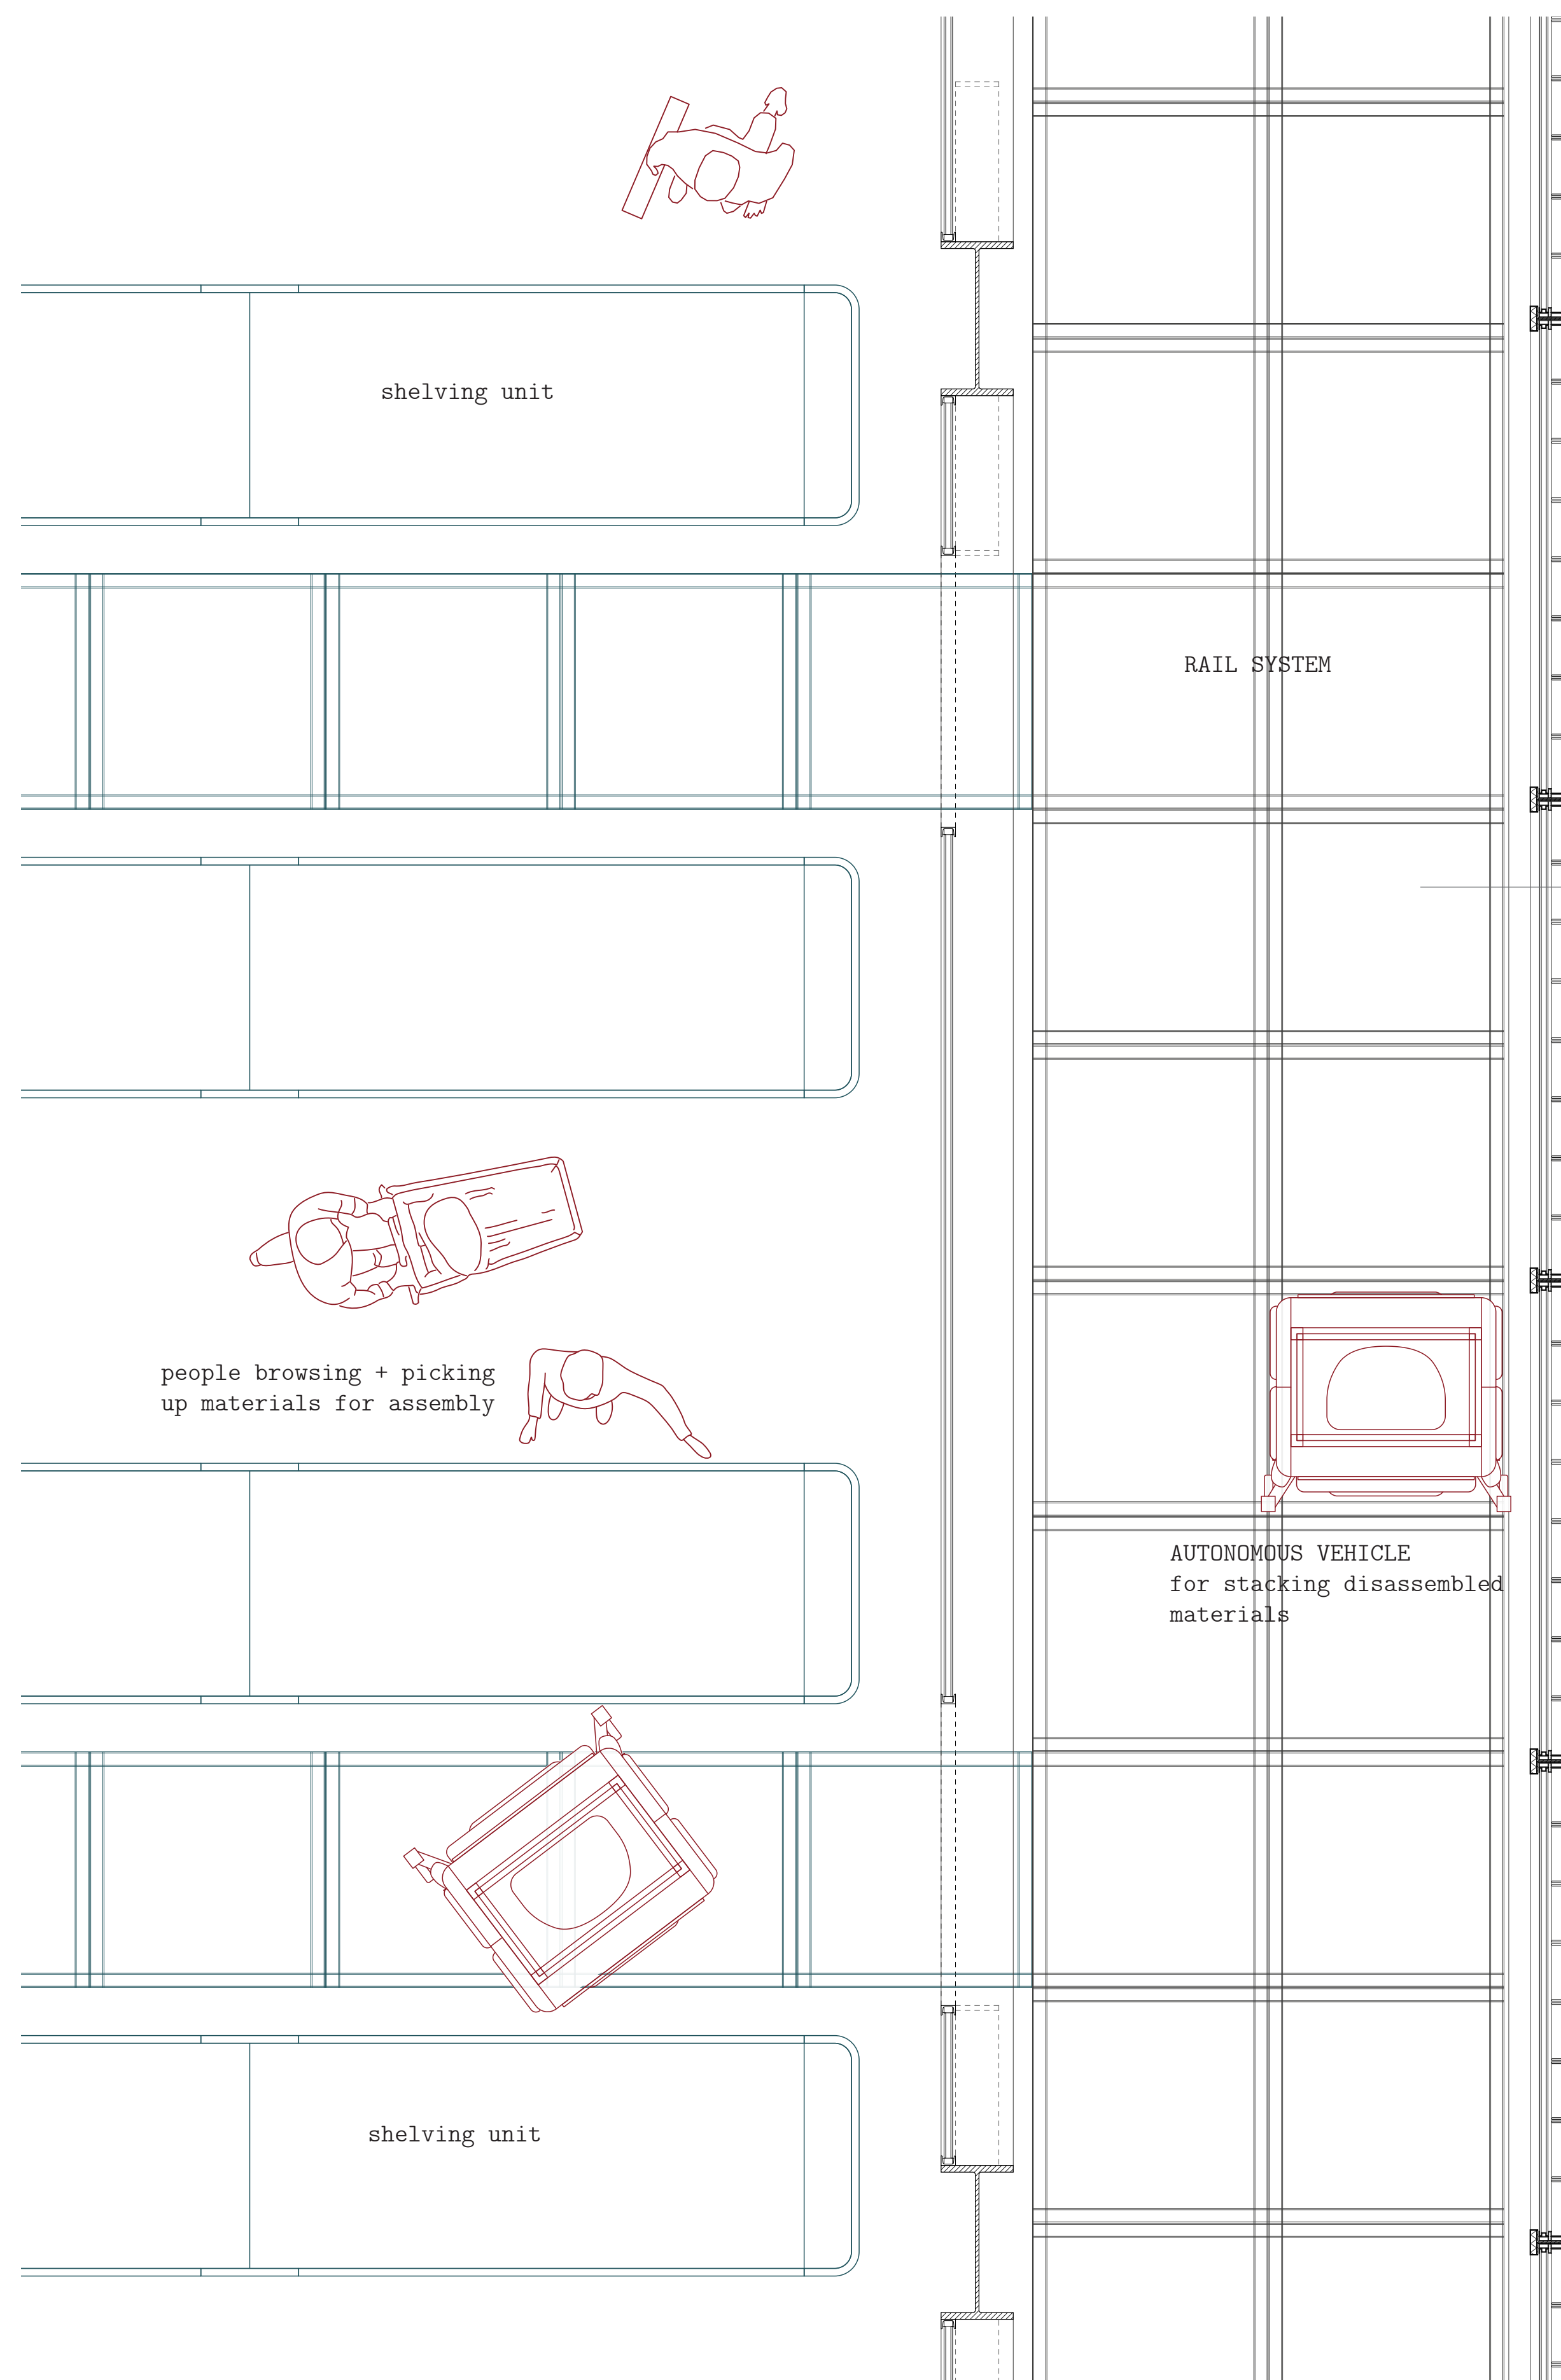 shelving unit
RAIL SYSTEM
people browsing + picking
up materials for assembly
AUTONOMOUS VEHICLE
for stacking disassembled
materials
shelving unit